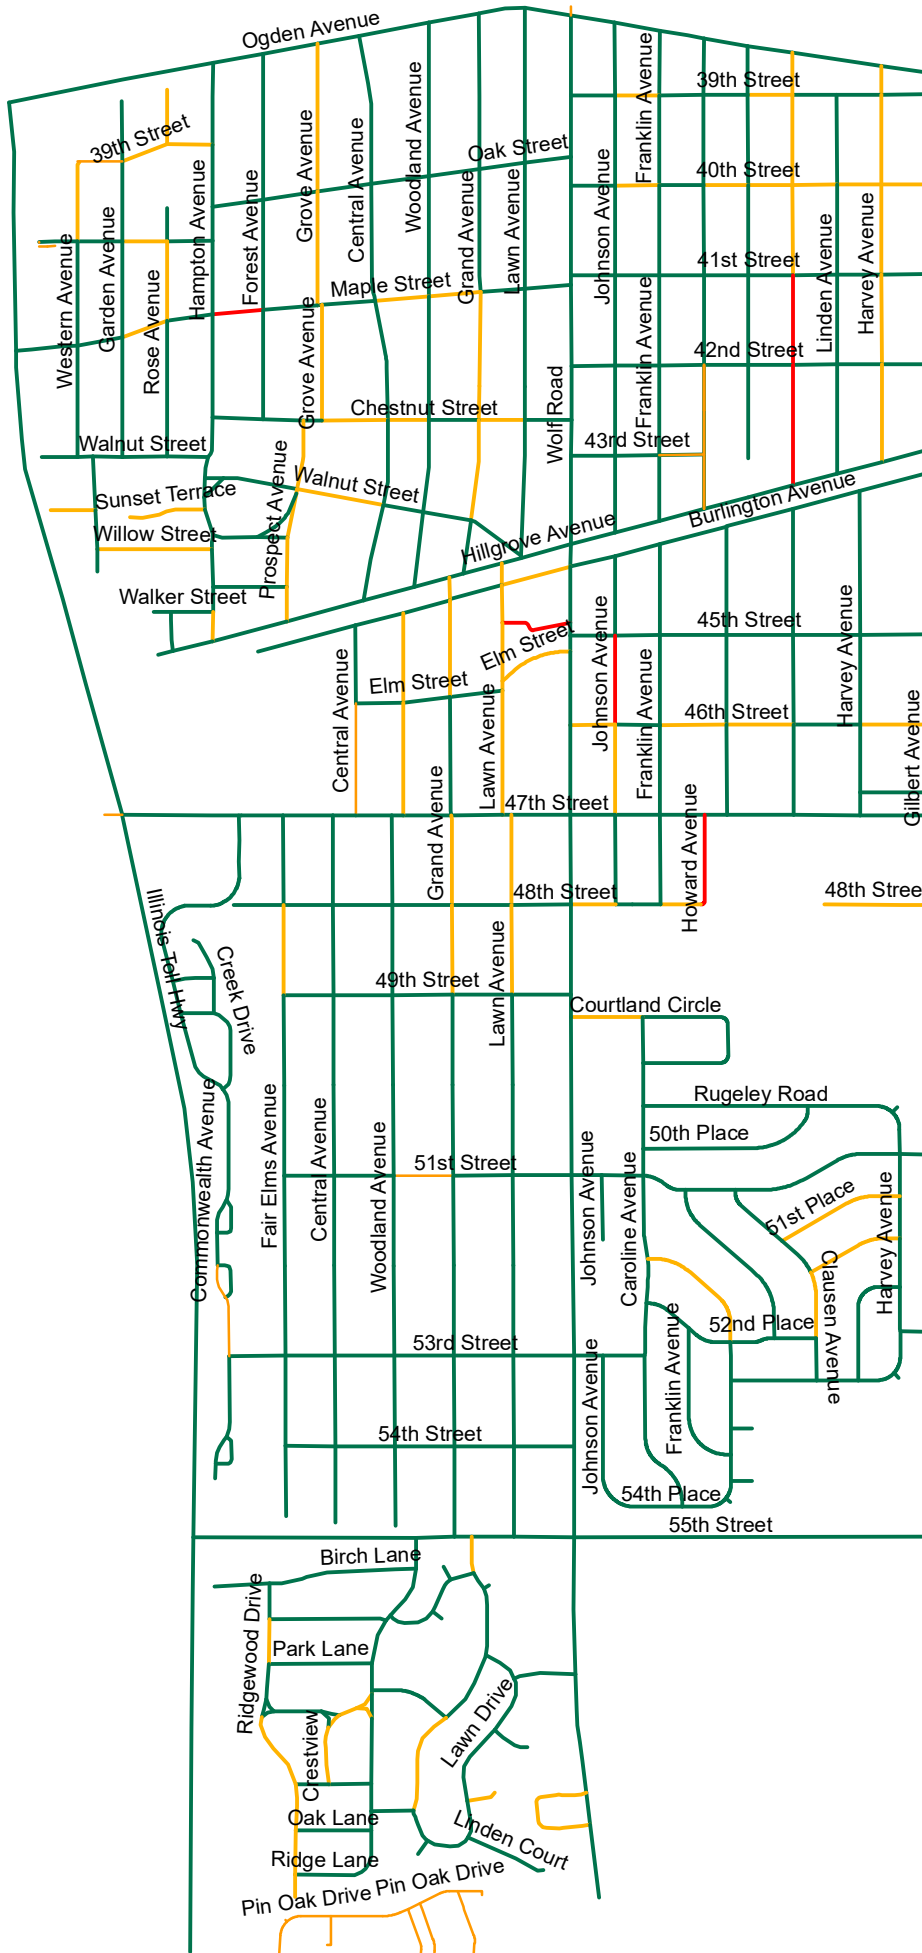 Ogden Avenue
39th Street
39th Street
Oak Street
40th Street
Franklin Avenue
Woodland Avenue
Grove Avenue
Central Avenue
Hampton Avenue
Forest Avenue
Grand Avenue
Lawn Avenue
Johnson Avenue
41st Street
Linden Avenue
Harvey Avenue
Western Avenue
Garden Avenue
Rose Avenue
Maple Street
Grove Avenue
42nd Street
Franklin Avenue
Chestnut Street
Wolf Road
43rd Street
Walnut Street
Walnut Street
Sunset Terrace
Prospect Avenue
Burlington Avenue
Willow Street
Hillgrove Avenue
Walker Street
Elm Street
45th Street
Johnson Avenue
Harvey Avenue
Elm Street
Central Avenue
Lawn Avenue
Franklin Avenue
46th Street
Gilbert Avenue
47th Street
Grand Avenue
Howard Avenue
48th Street
48th Stree
Illinois Toll Hwy
Creek Drive
49th Street
Lawn Avenue
Courtland Circle
Rugeley Road
50th Place
Commonwealth Avenue
Fair Elms Avenue
Central Avenue
Woodland Avenue
51st Street
Johnson Avenue
Caroline Avenue
51st Place
Clausen Avenue
Harvey Avenue
52nd Place
53rd Street
Johnson Avenue
Franklin Avenue
54th Street
54th Place
55th Street
Birch Lane
Ridgewood Drive
Park Lane
Crestview
Lawn Drive
Oak Lane
Linden Court
Ridge Lane
Pin Oak Drive
Pin Oak Drive